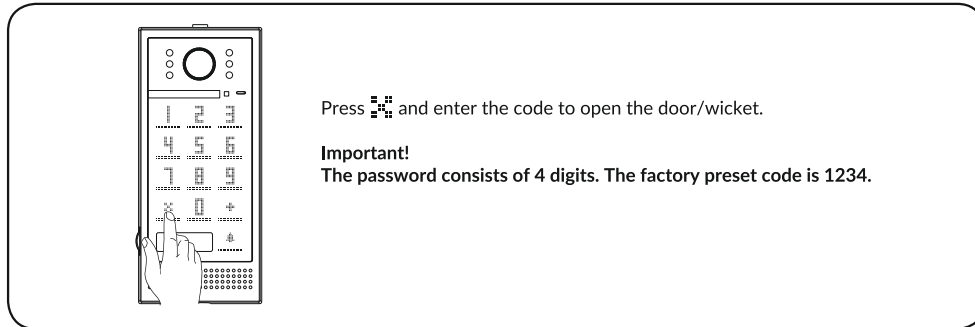 1 2 3
4 5 6
7 8 9
× 0 +
Press × and enter the code to open the door/wicket.
Important!
The password consists of 4 digits. The factory preset code is 1234.